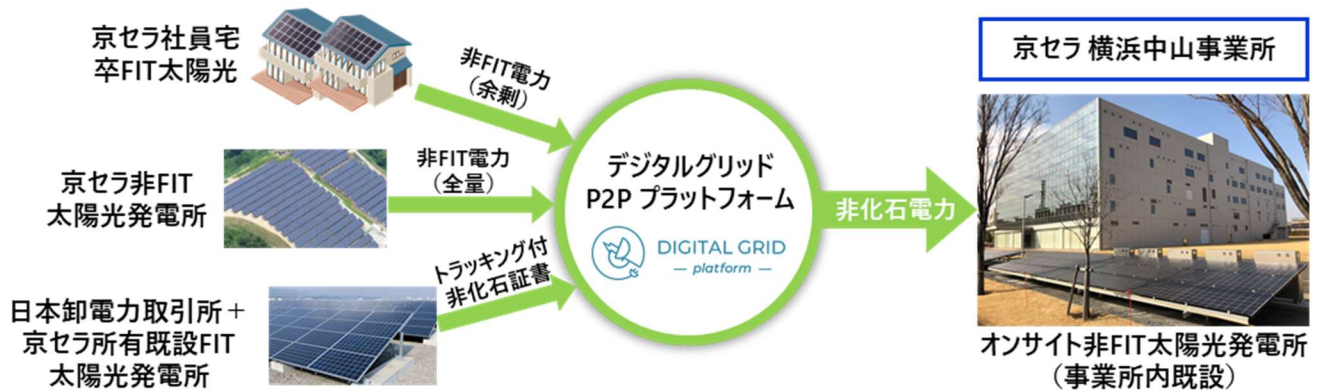 京セラ社員宅
卒FIT太陽光
非FIT電力
(余剰)
京セラ非FIT
太陽光発電所
非FIT電力
(全量)
日本卸電力取引所+
京セラ所有既設FIT
太陽光発電所
トラッキング付
非化石証書
デジタルグリッド
P2P プラットフォーム
DIGITAL GRID
— platform —
非化石電力
京セラ 横浜中山事業所
オンサイト非FIT太陽光発電所
(事業所内既設)